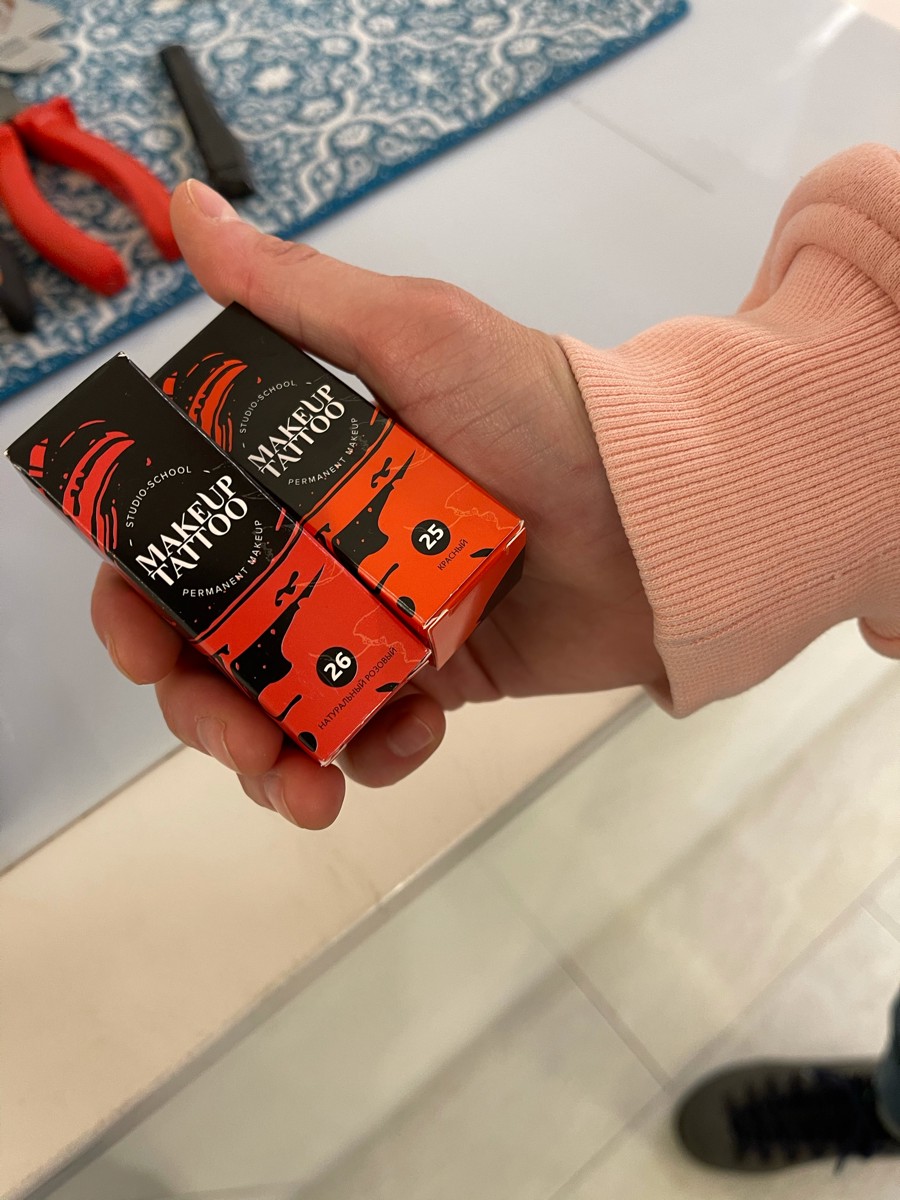 STUDIO-SCHOOL
MAKEUP
TATTOO
PERMANENT MAKEUP
26
НАТУРАЛЬНЫЙ РОЗОВЫЙ
STUDIO-SCHOOL
MAKEUP
TATTOO
PERMANENT MAKEUP
25
КРАСНЫЙ